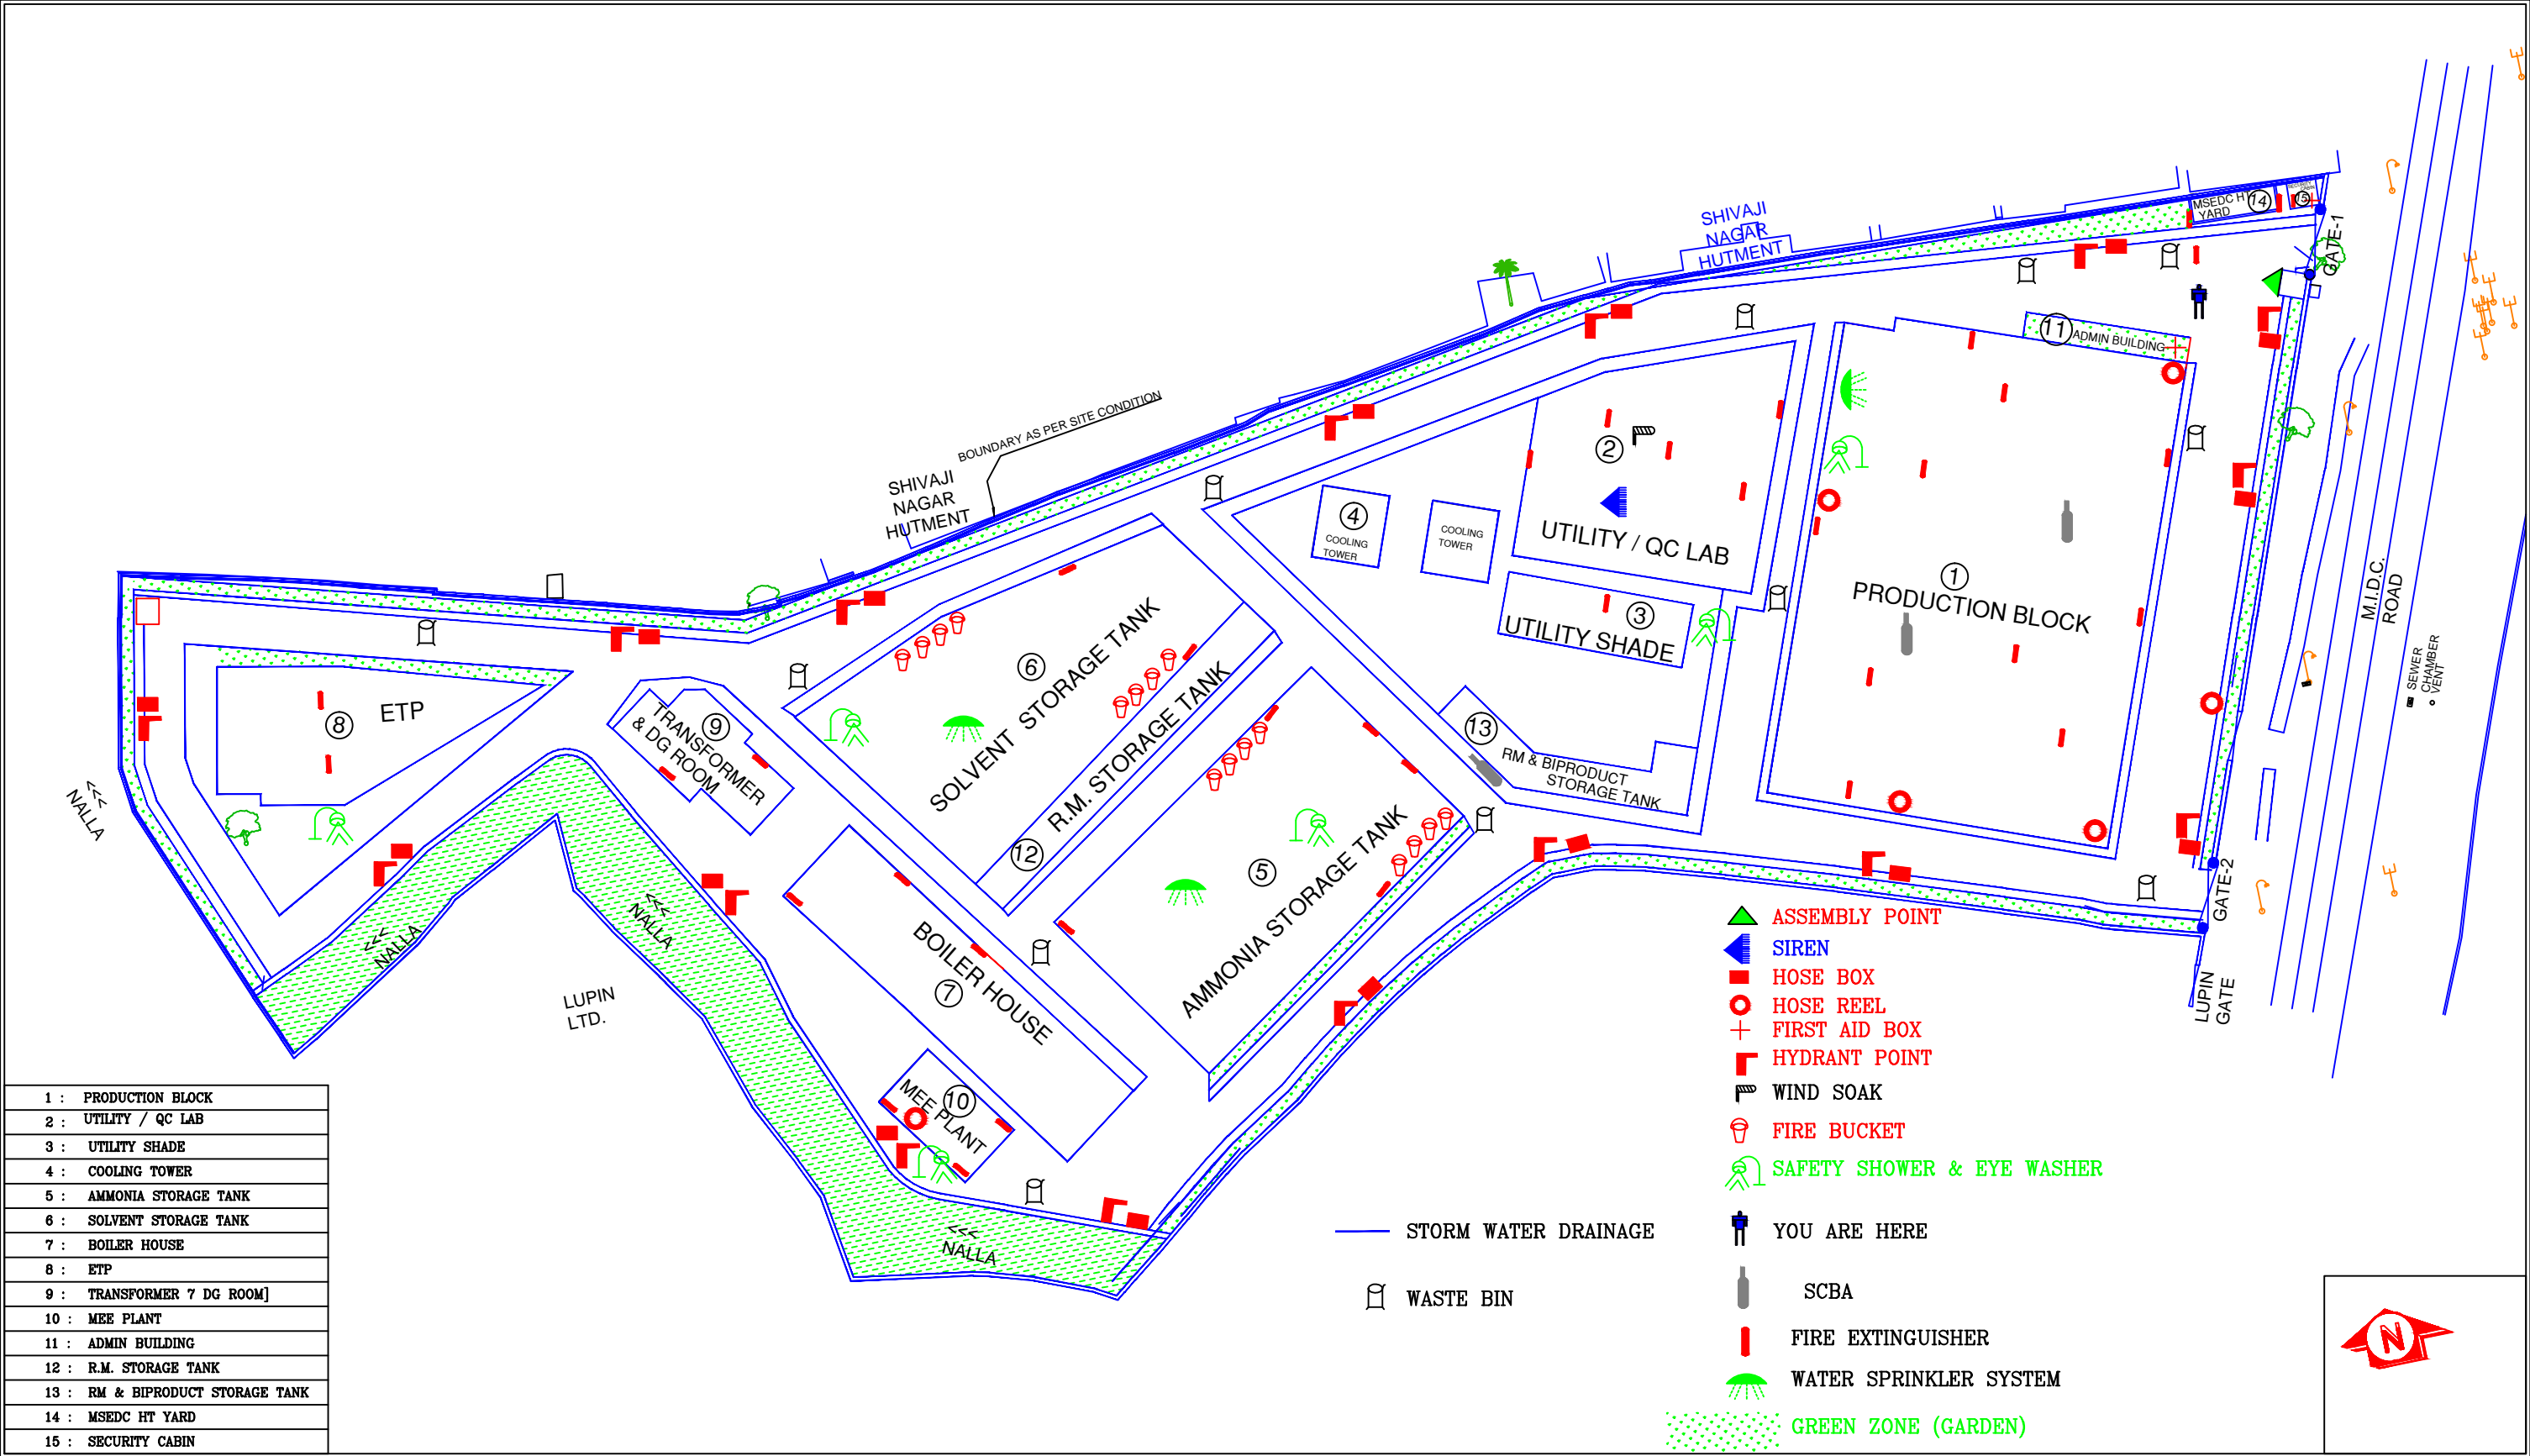 SHIVAJI
NAGAR
HUTMENT
MSEDC HT
YARD
14
SECURITY
CABIN
15
GATE-1
11
ADMIN BUILDING
BOUNDARY AS PER SITE CONDITION
SHIVAJI
NAGAR
HUTMENT
2
UTILITY / QC LAB
4
COOLING
TOWER
COOLING
TOWER
3
UTILITY SHADE
1
PRODUCTION BLOCK
M.I.D.C.
ROAD
SEWER
CHAMBER
VENT
6
SOLVENT STORAGE TANK
12
R.M. STORAGE TANK
13
RM & BIPRODUCT
STORAGE TANK
8
ETP
9
TRANSFORMER
& DG ROOM
<<<
NALLA
5
AMMONIA STORAGE TANK
7
BOILER HOUSE
<<<
NALLA
<<<
NALLA
LUPIN
LTD.
10
MEE PLANT
<<<
NALLA
GATE-2
LUPIN
GATE
ASSEMBLY POINT
SIREN
HOSE BOX
HOSE REEL
FIRST AID BOX
HYDRANT POINT
WIND SOAK
FIRE BUCKET
SAFETY SHOWER & EYE WASHER
YOU ARE HERE
SCBA
FIRE EXTINGUISHER
WATER SPRINKLER SYSTEM
GREEN ZONE (GARDEN)
STORM WATER DRAINAGE
WASTE BIN
1 : PRODUCTION BLOCK
2 : UTILITY / QC LAB
3 : UTILITY SHADE
4 : COOLING TOWER
5 : AMMONIA STORAGE TANK
6 : SOLVENT STORAGE TANK
7 : BOILER HOUSE
8 : ETP
9 : TRANSFORMER 7 DG ROOM]
10 : MEE PLANT
11 : ADMIN BUILDING
12 : R.M. STORAGE TANK
13 : RM & BIPRODUCT STORAGE TANK
14 : MSEDC HT YARD
15 : SECURITY CABIN
N